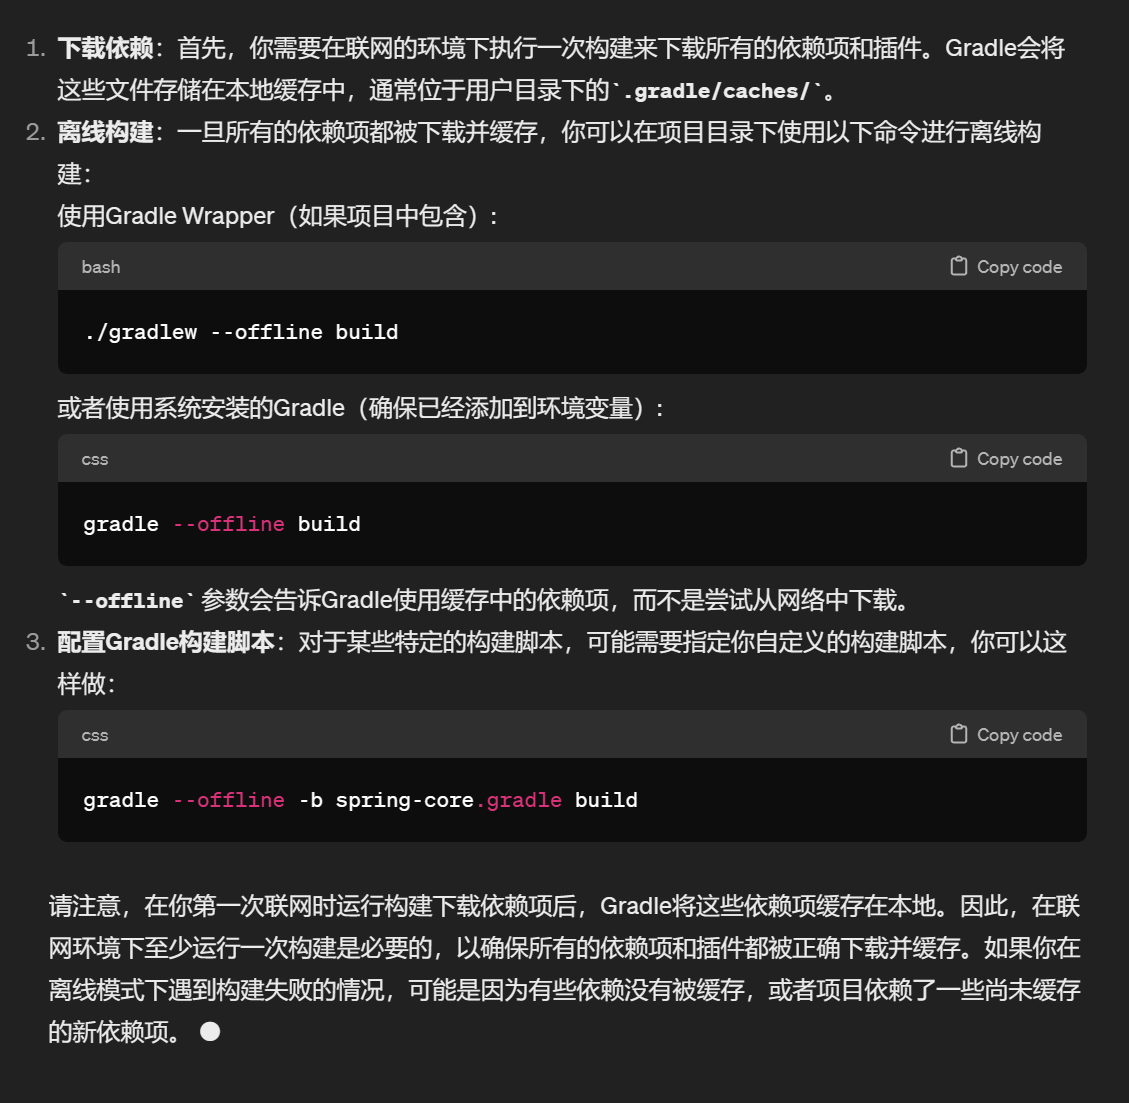 1. 下载依赖：首先，你需要在联网的环境下执行一次构建来下载所有的依赖项和插件。Gradle会将
这些文件存储在本地缓存中，通常位于用户目录下的`.gradle/caches/`。
2. 离线构建：一旦所有的依赖项都被下载并缓存，你可以在项目目录下使用以下命令进行离线构
建：
使用Gradle Wrapper（如果项目中包含）:
bash Copy code
./gradlew --offline build
或者使用系统安装的Gradle（确保已经添加到环境变量）:
css Copy code
gradle --offline build
`--offline` 参数会告诉Gradle使用缓存中的依赖项，而不是尝试从网络中下载。
3. 配置Gradle构建脚本：对于某些特定的构建脚本，可能需要指定你自定义的构建脚本，你可以这
样做：
css Copy code
gradle --offline -b spring-core.gradle build
请注意，在你第一次联网时运行构建下载依赖项后，Gradle将这些依赖项缓存在本地。因此，在联
网环境下至少运行一次构建是必要的，以确保所有的依赖项和插件都被正确下载并缓存。如果你在
离线模式下遇到构建失败的情况，可能是因为有些依赖没有被缓存，或者项目依赖了一些尚未缓存
的新依赖项。